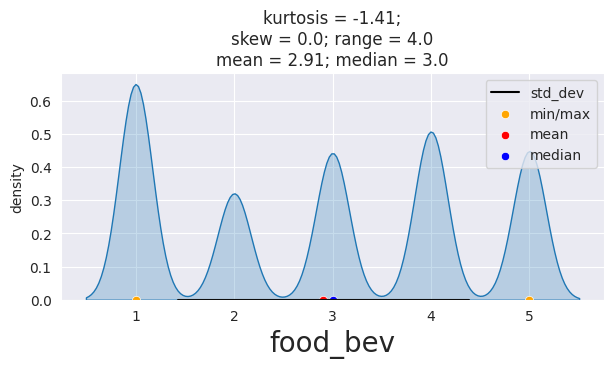 kurtosis = -1.41;
skew = 0.0; range = 4.0
mean = 2.91; median = 3.0
std_dev
min/max
mean
median
density
0.6
0.5
0.4
0.3
0.2
0.1
0.0
1 2 3 4 5
food_bev